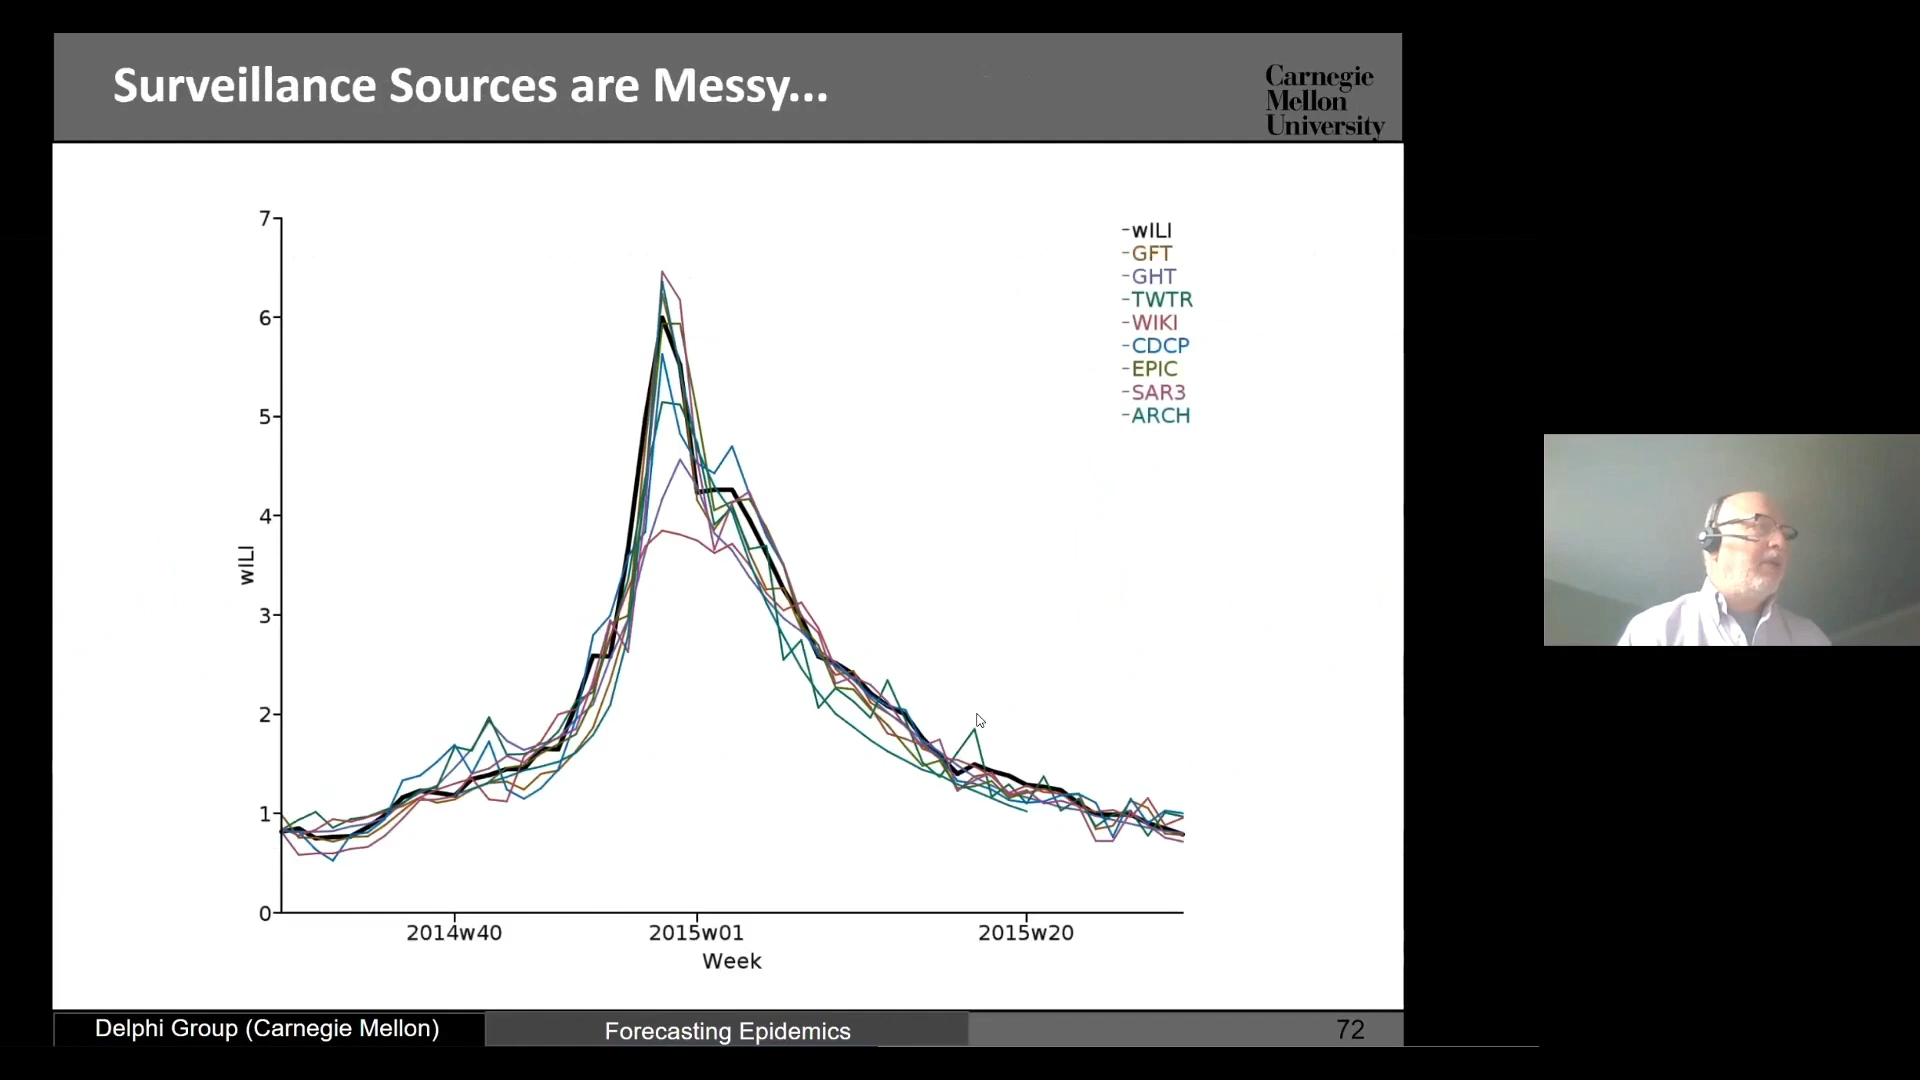 Surveillance Sources are Messy...
Carnegie
Mellon
University
7
6
5
4
3
2
1
0
wILI
-wILI
-GFT
-GHT
-TWTR
-WIKI
-CDCP
-EPIC
-SAR3
-ARCH
2014w40
2015w01
2015w20
Week
Delphi Group (Carnegie Mellon)
Forecasting Epidemics
72